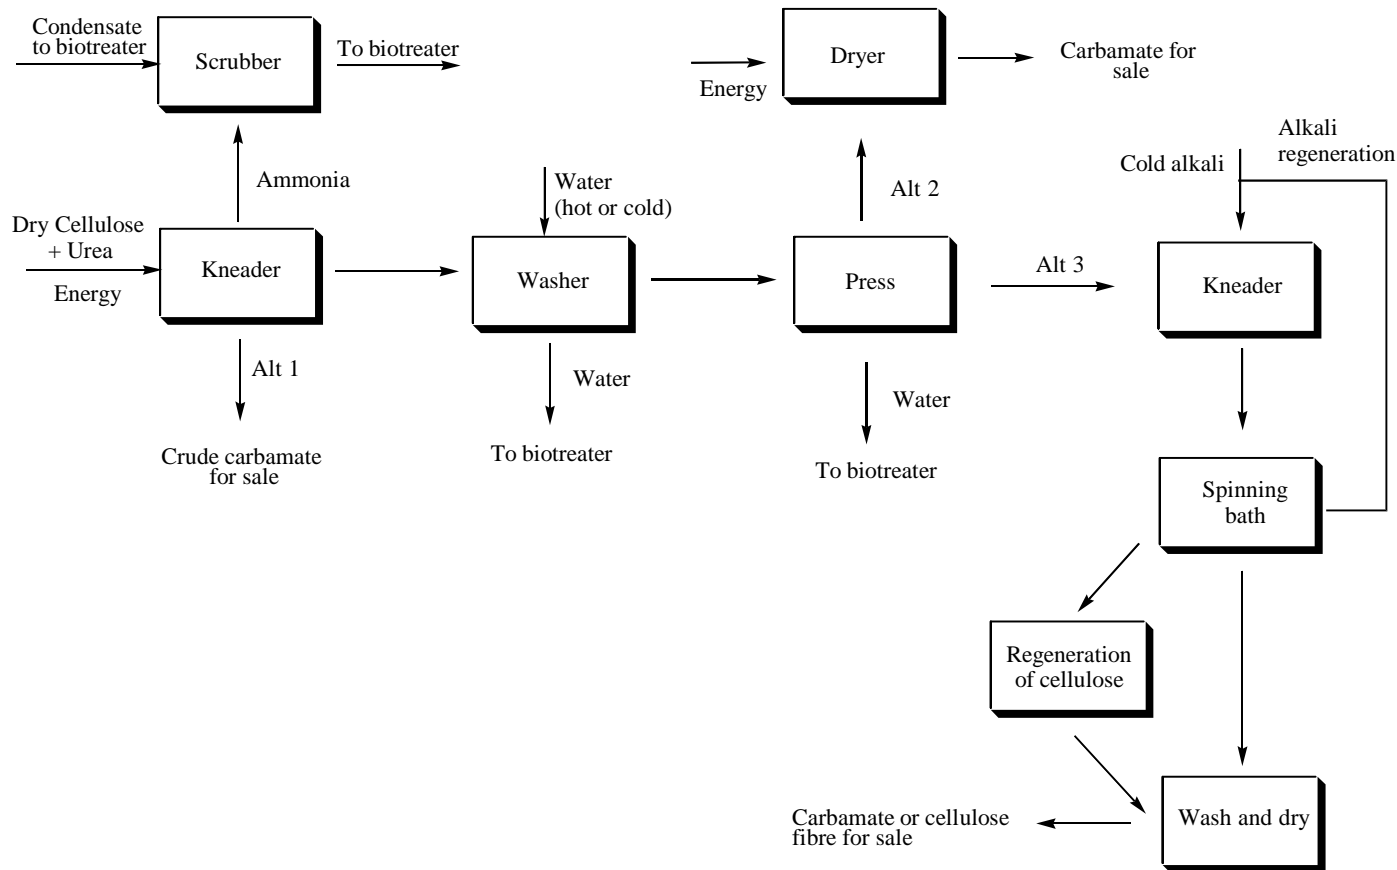 Condensate
to biotreater
Scrubber
To biotreater
Energy
Dryer
Carbamate for
sale
Ammonia
Water
(hot or cold)
Alt 2
Cold alkali
Alkali
regeneration
Dry Cellulose
+ Urea
Energy
Kneader
Washer
Press
Alt 3
Kneader
Alt 1
Water
Water
Crude carbamate
for sale
To biotreater
To biotreater
Spinning
bath
Regeneration
of cellulose
Carbamate or cellulose
fibre for sale
Wash and dry